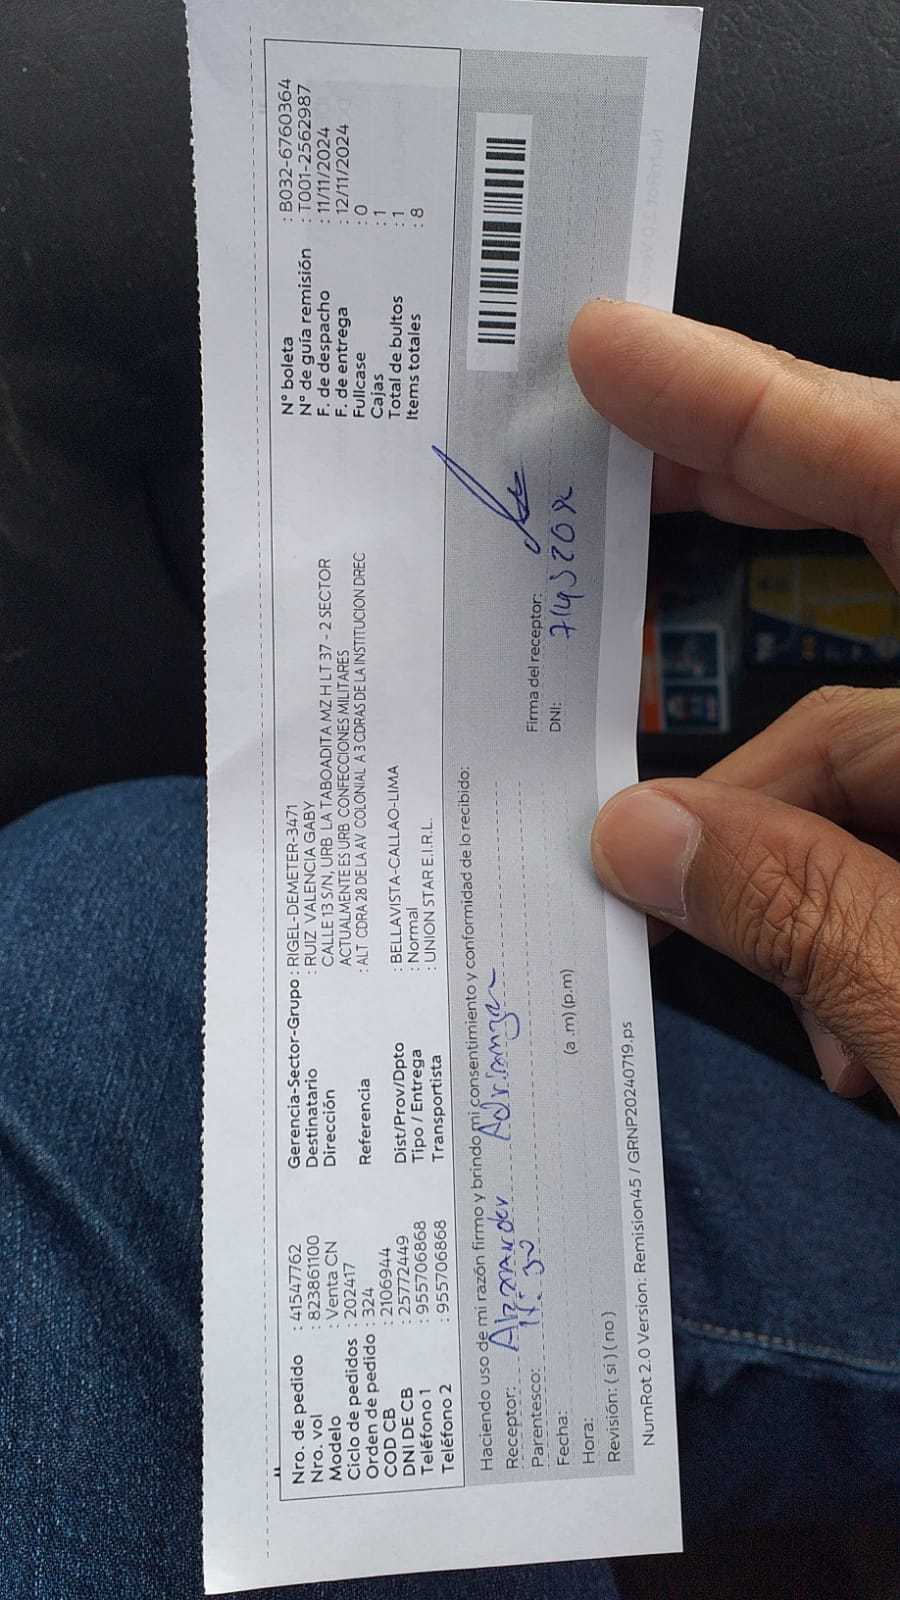 Nro. de pedido : 41547762
Nro. vol : 823861100
Modelo : Venta CN
Ciclo de pedidos : 202417
Orden de pedido : 324
COD CB : 2106944
DNI DE CB : 25772449
Teléfono 1 : 955706868
Teléfono 2 : 955706868
Gerencia-Sector-Grupo : RIGEL-DEMETER-3471
Destinatario : RUIZ VALENCIA GABY
Dirección CALLE 13 S/N, URB LA TABOADITA MZ H LT 37 - 2 SECTOR
ACTUALMENTE ES URB CONFECCIONES MILITARES
Referencia : ALT CDRA 28 DE LA AV COLONIAL A 3 CDRAS DE LA INSTITUCION DREC
Dist/Prov/Dpto : BELLAVISTA-CALLAO-LIMA
Tipo / Entrega : Normal
Transportista : UNION STAR E.I.R.L.
N° boleta : B032-6760364
N° de guía remisión : T001-2562987
F. de despacho : 11/11/2024
F. de entrega : 12/11/2024
Fullcase : 0
Cajas : 1
Total de bultos : 1
Items totales : 8
Haciendo uso de mi razón firmo y brindo mi consentimiento y conformidad de lo recibido:
Receptor:
Parentesco:
Fecha:
Hora: (a .m) (p.m)
Revisión: ( si ) ( no )
Firma del receptor:
DNI:
NumRot 2.0 Version: Remision45 / GRNP20240719.ps